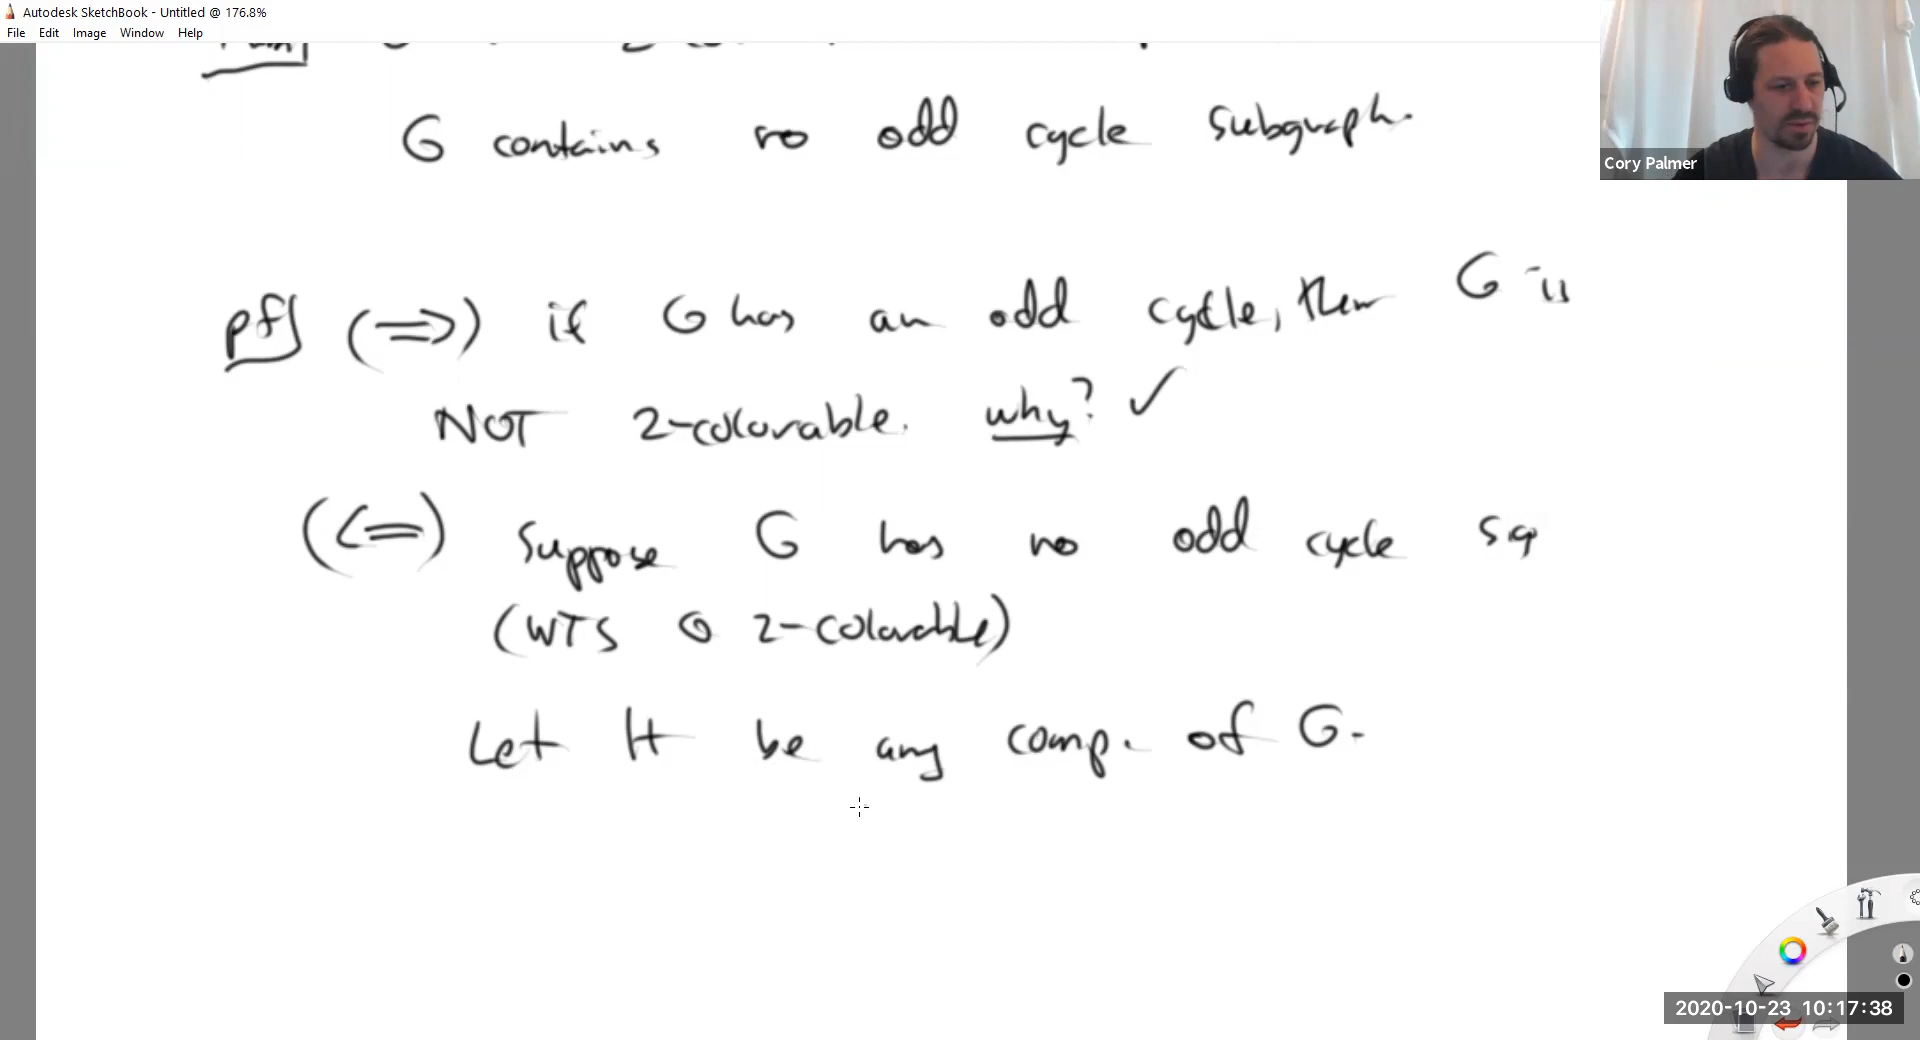 Autodesk SketchBook - Untitled @ 176.8%
File Edit Image Window Help
G contains no odd cycle subgraph.
Cory Palmer
pf (⇒) if G has an odd cycle, then G is
NOT 2-colorable. why? ✓
(⇐) Suppose G has no odd cycle
(WTS G 2-colorable)
Let H be any comp. of G.
2020-10-23 10:17:38